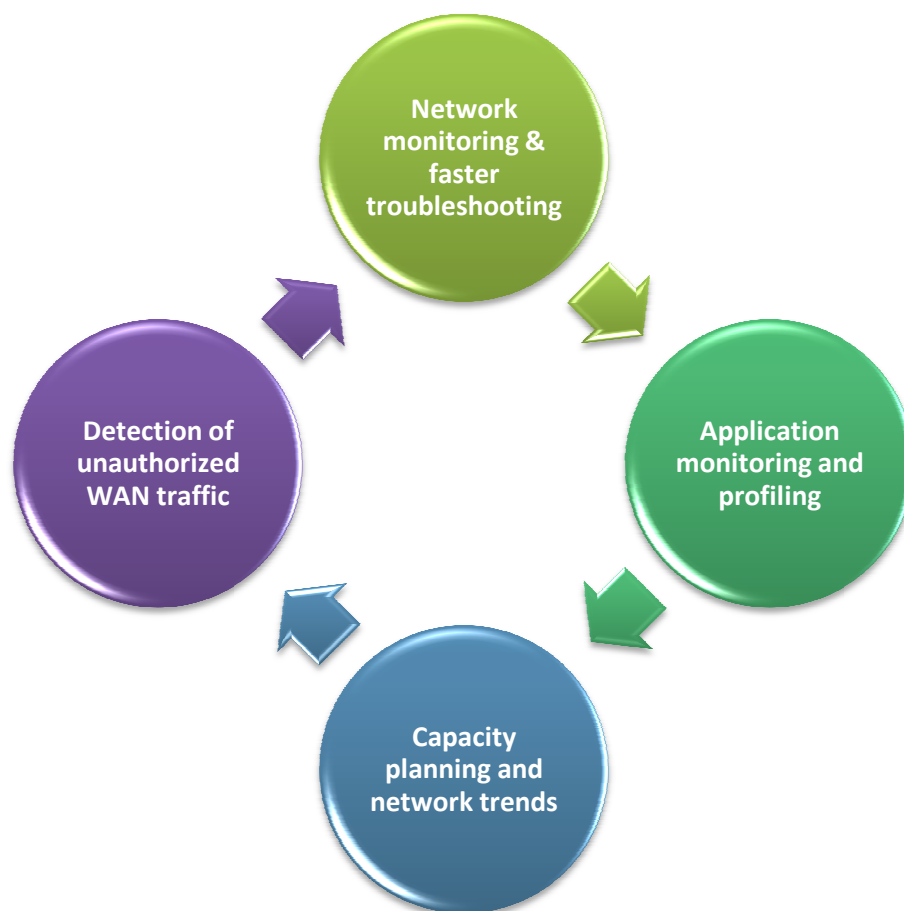 Network
monitoring &
faster
troubleshooting
Application
monitoring and
profiling
Capacity
planning and
network trends
Detection of
unauthorized
WAN traffic